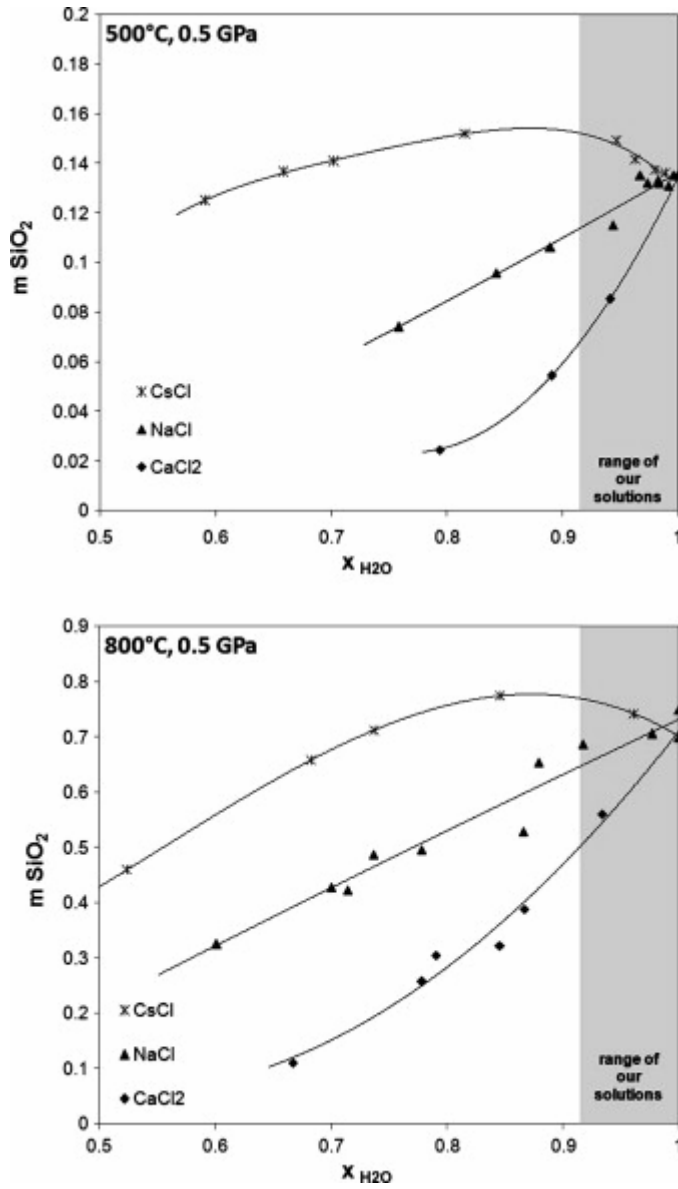 500°C, 0.5 GPa
0.2
0.18
0.16
0.14
0.12
0.1
0.08
0.06
0.04
0.02
0
m SiO2
CsCl
NaCl
CaCl2
range of
our
solutions
0.5 0.6 0.7 0.8 0.9 1
x H2O
800°C, 0.5 GPa
0.9
0.8
0.7
0.6
0.5
0.4
0.3
0.2
0.1
0
m SiO2
CsCl
NaCl
CaCl2
range of
our
solutions
0.5 0.6 0.7 0.8 0.9 1
x H2O